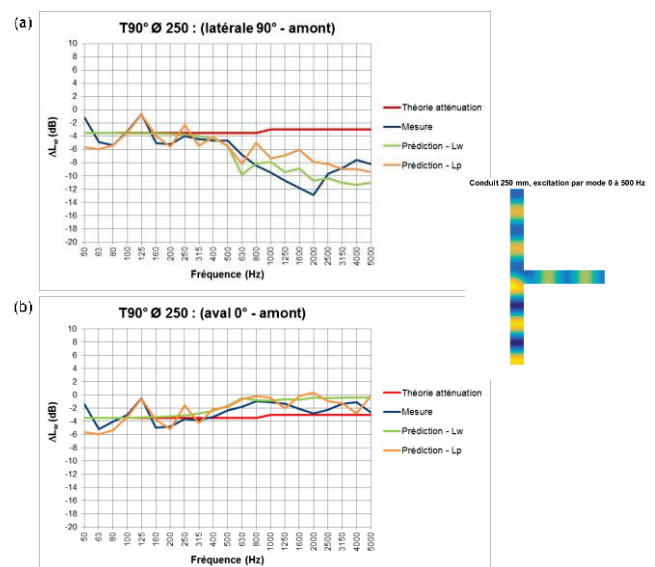 (a)
T90° Ø 250 : (latérale 90° - amont)
10
8
6
4
2
0
-2
-4
-6
-8
-10
-12
-14
-16
-18
-20
ΔLw (dB)
50 63 80 100 125 160 200 250 315 400 500 630 800 1000 1250 1600 2000 2500 3150 4000 5000
Fréquence (Hz)
Théorie atténuation
Mesure
Prédiction - Lw
Prédiction - Lp
Conduit 250 mm, excitation par mode 0 à 500 Hz
(b)
T90° Ø 250 : (aval 0° - amont)
10
8
6
4
2
0
-2
-4
-6
-8
-10
-12
-14
-16
-18
-20
ΔLw (dB)
50 63 80 100 125 160 200 250 315 400 500 630 800 1000 1250 1600 2000 2500 3150 4000 5000
Fréquence (Hz)
Théorie atténuation
Mesure
Prédiction - Lw
Prédiction - Lp